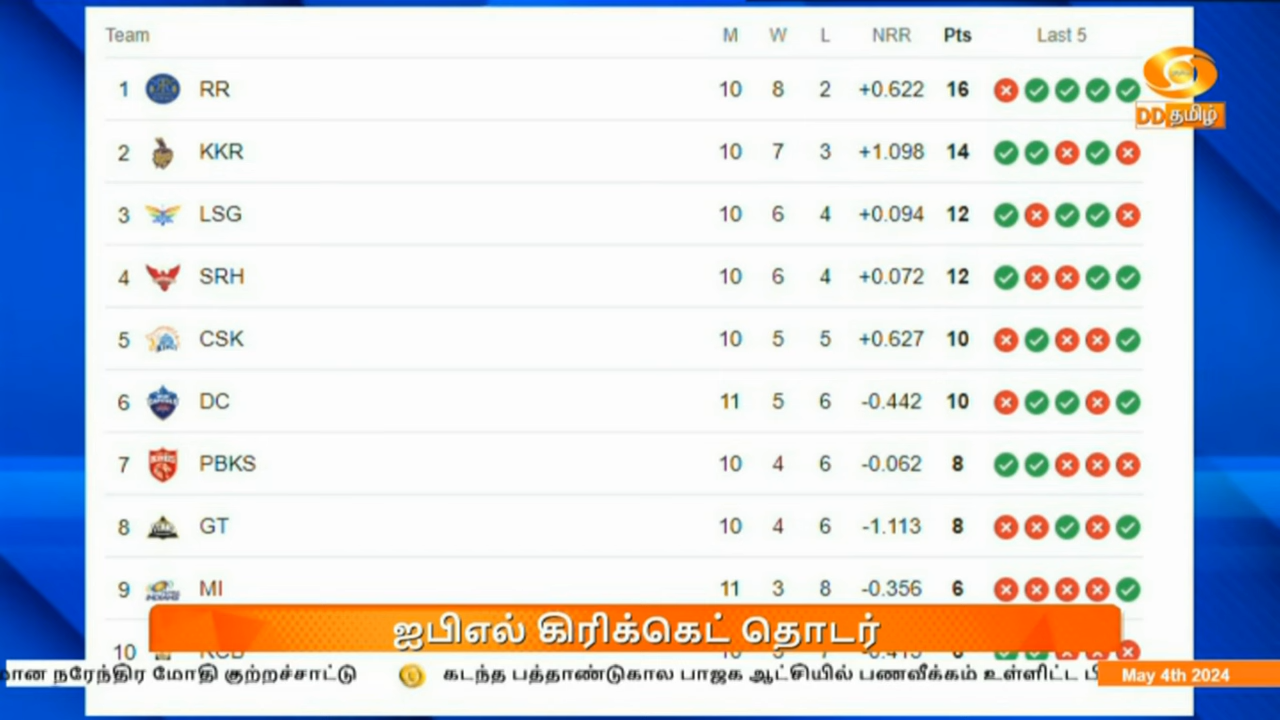 Team M W L NRR Pts Last 5
1 RR 10 8 2 +0.622 16
2 KKR 10 7 3 +1.098 14
3 LSG 10 6 4 +0.094 12
4 SRH 10 6 4 +0.072 12
5 CSK 10 5 5 +0.627 10
6 DC 11 5 6 -0.442 10
7 PBKS 10 4 6 -0.062 8
8 GT 10 4 6 -1.113 8
9 MI 11 3 8 -0.356 6
10
DD தமிழ்
ஐபிஎல் கிரிக்கெட் தொடர்
நரேந்திர மோதி குற்றச்சாட்டு கடந்த பத்தாண்டுகால பாஜக ஆட்சியில் பணவீக்கம் உள்ளிட்ட
May 4th 2024